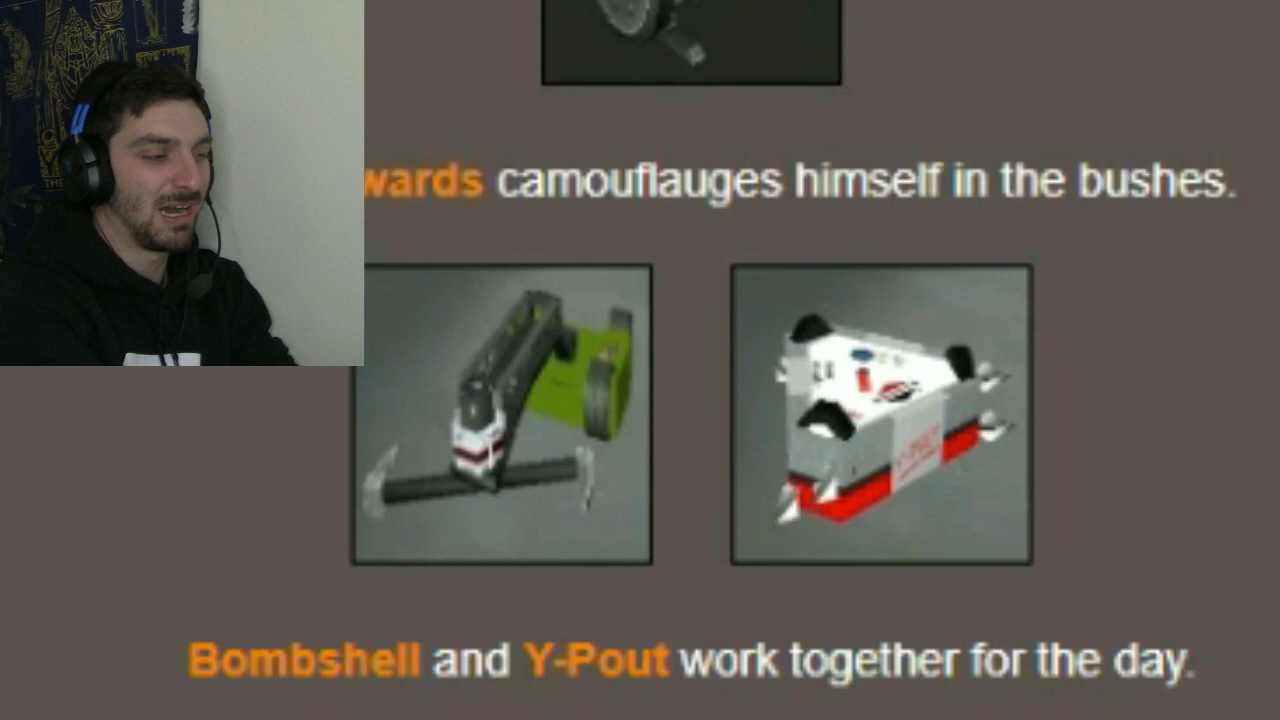 wards camouflauges himself in the bushes.
Bombshell and Y-Pout work together for the day.